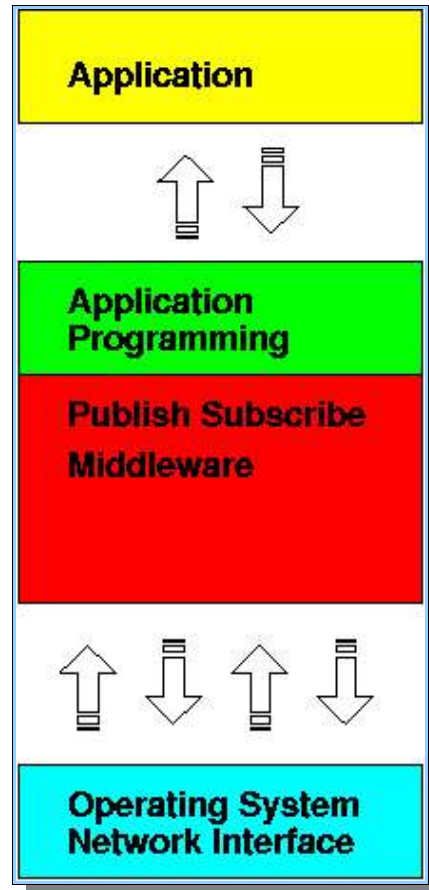 Application
Application
Programming
Publish Subscribe
Middleware
Operating System
Network Interface